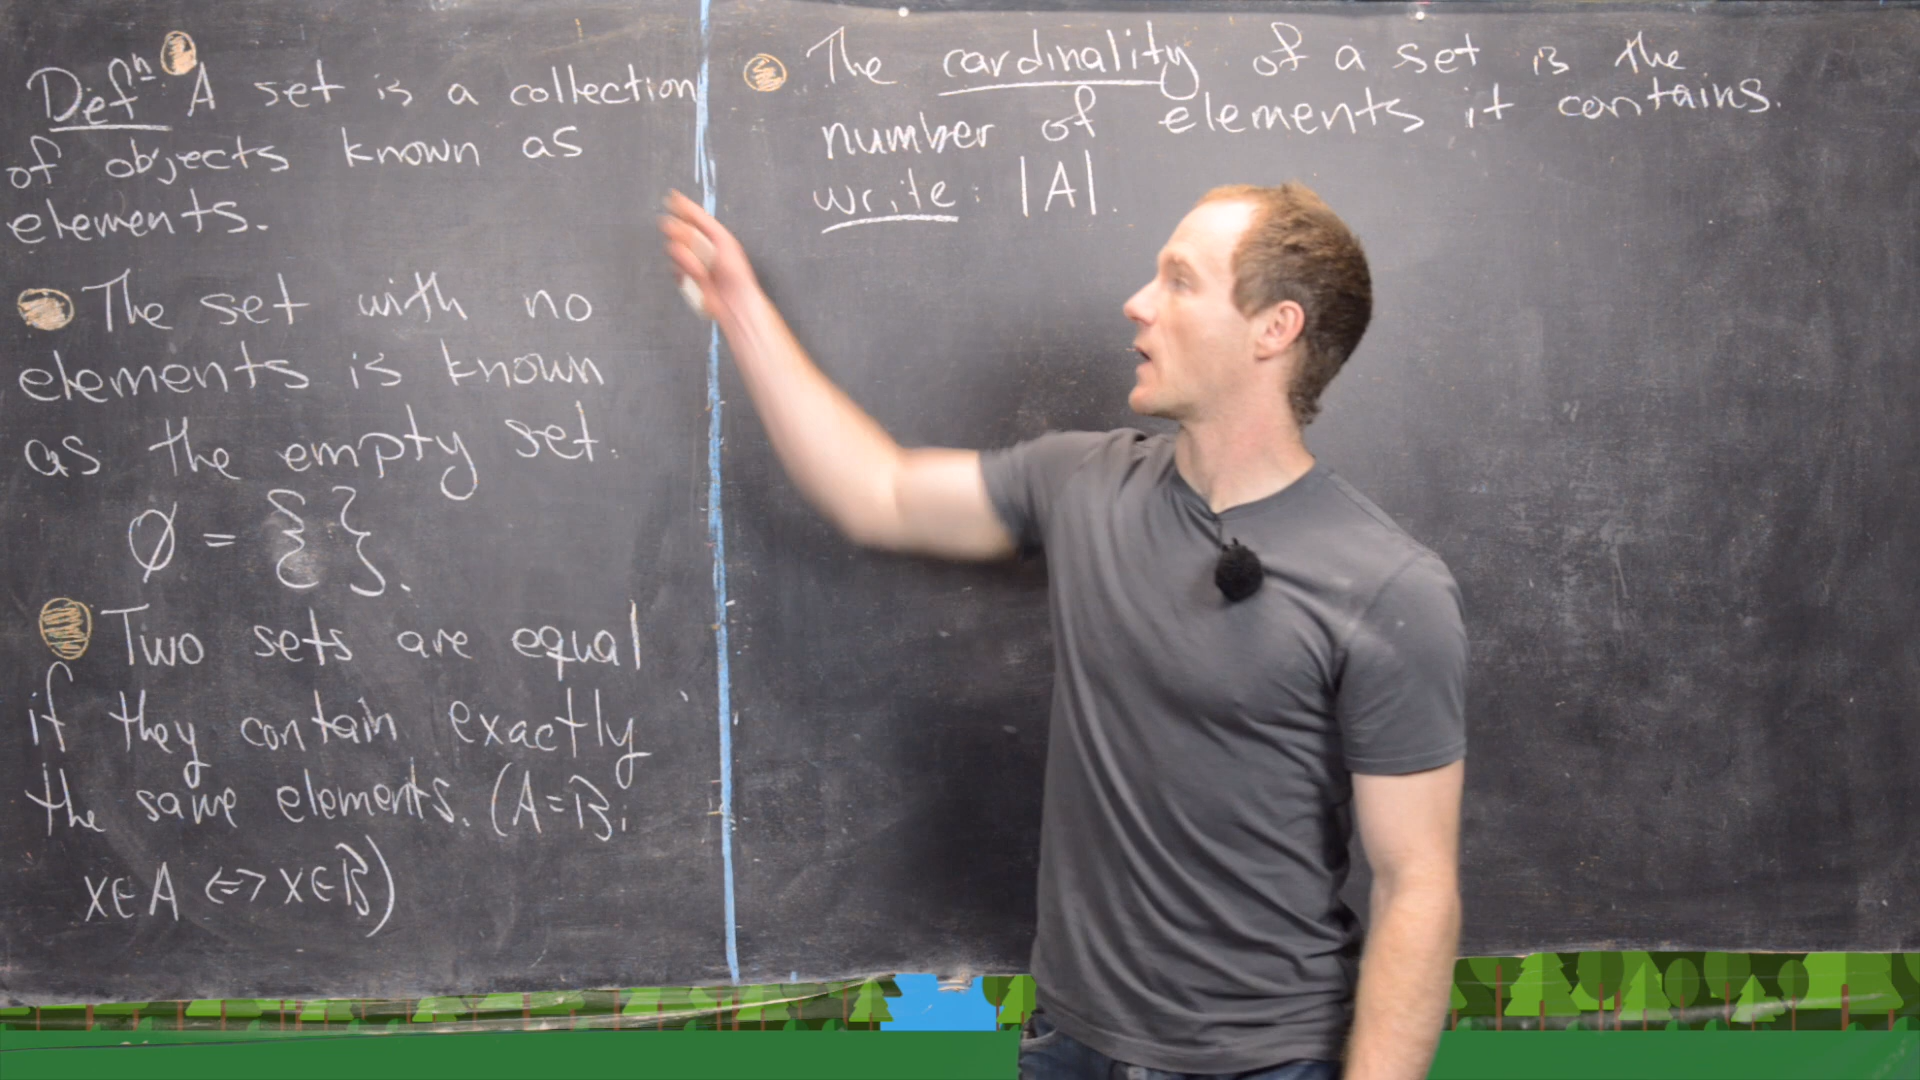 Defⁿ A set is a collection
of objects known as
elements.
The set with no
elements is known
as the empty set.
∅ = { }.
Two sets are equal
if they contain exactly
the same elements. (A=B;
x∈A ⟺ x∈B)
The cardinality of a set is the
number of elements it contains.
write: |A|.